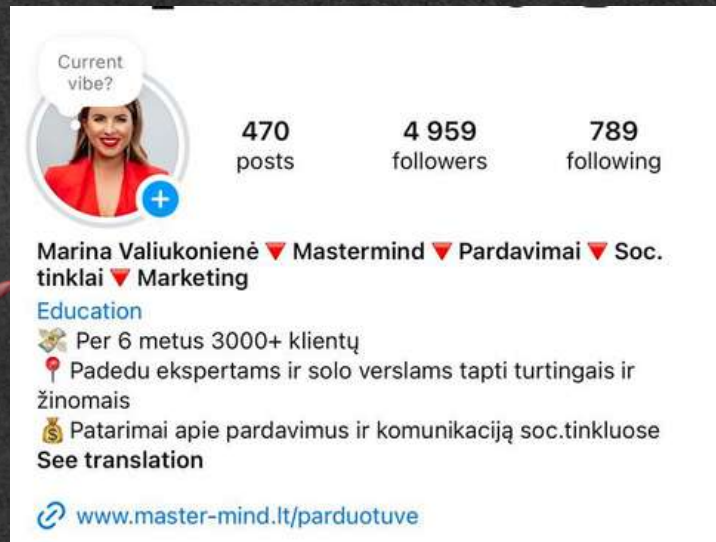 Current
vibe?
470
posts
4 959
followers
789
following
Marina Valiukonienė 🔻 Mastermind 🔻 Pardavimai 🔻 Soc.
tinklai 🔻 Marketing
Education
💸 Per 6 metus 3000+ klientų
📍 Padedu ekspertams ir solo verslams tapti turtingais ir
žinomais
💰 Patarimai apie pardavimus ir komunikaciją soc.tinkluose
See translation
www.master-mind.lt/parduotuve